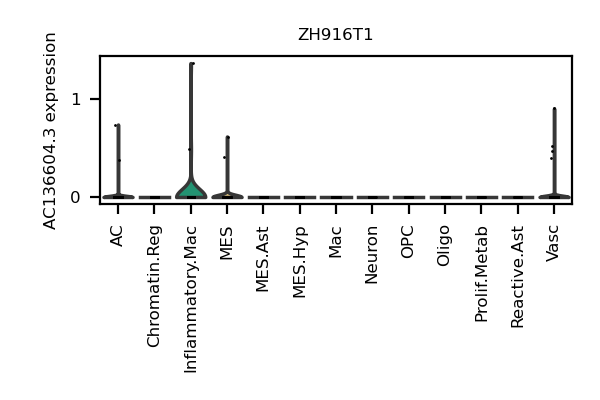 ZH916T1
AC136604.3 expression
1
0
AC
Chromatin.Reg
Inflammatory.Mac
MES
MES.Ast
MES.Hyp
Mac
Neuron
OPC
Oligo
Prolif.Metab
Reactive.Ast
Vasc